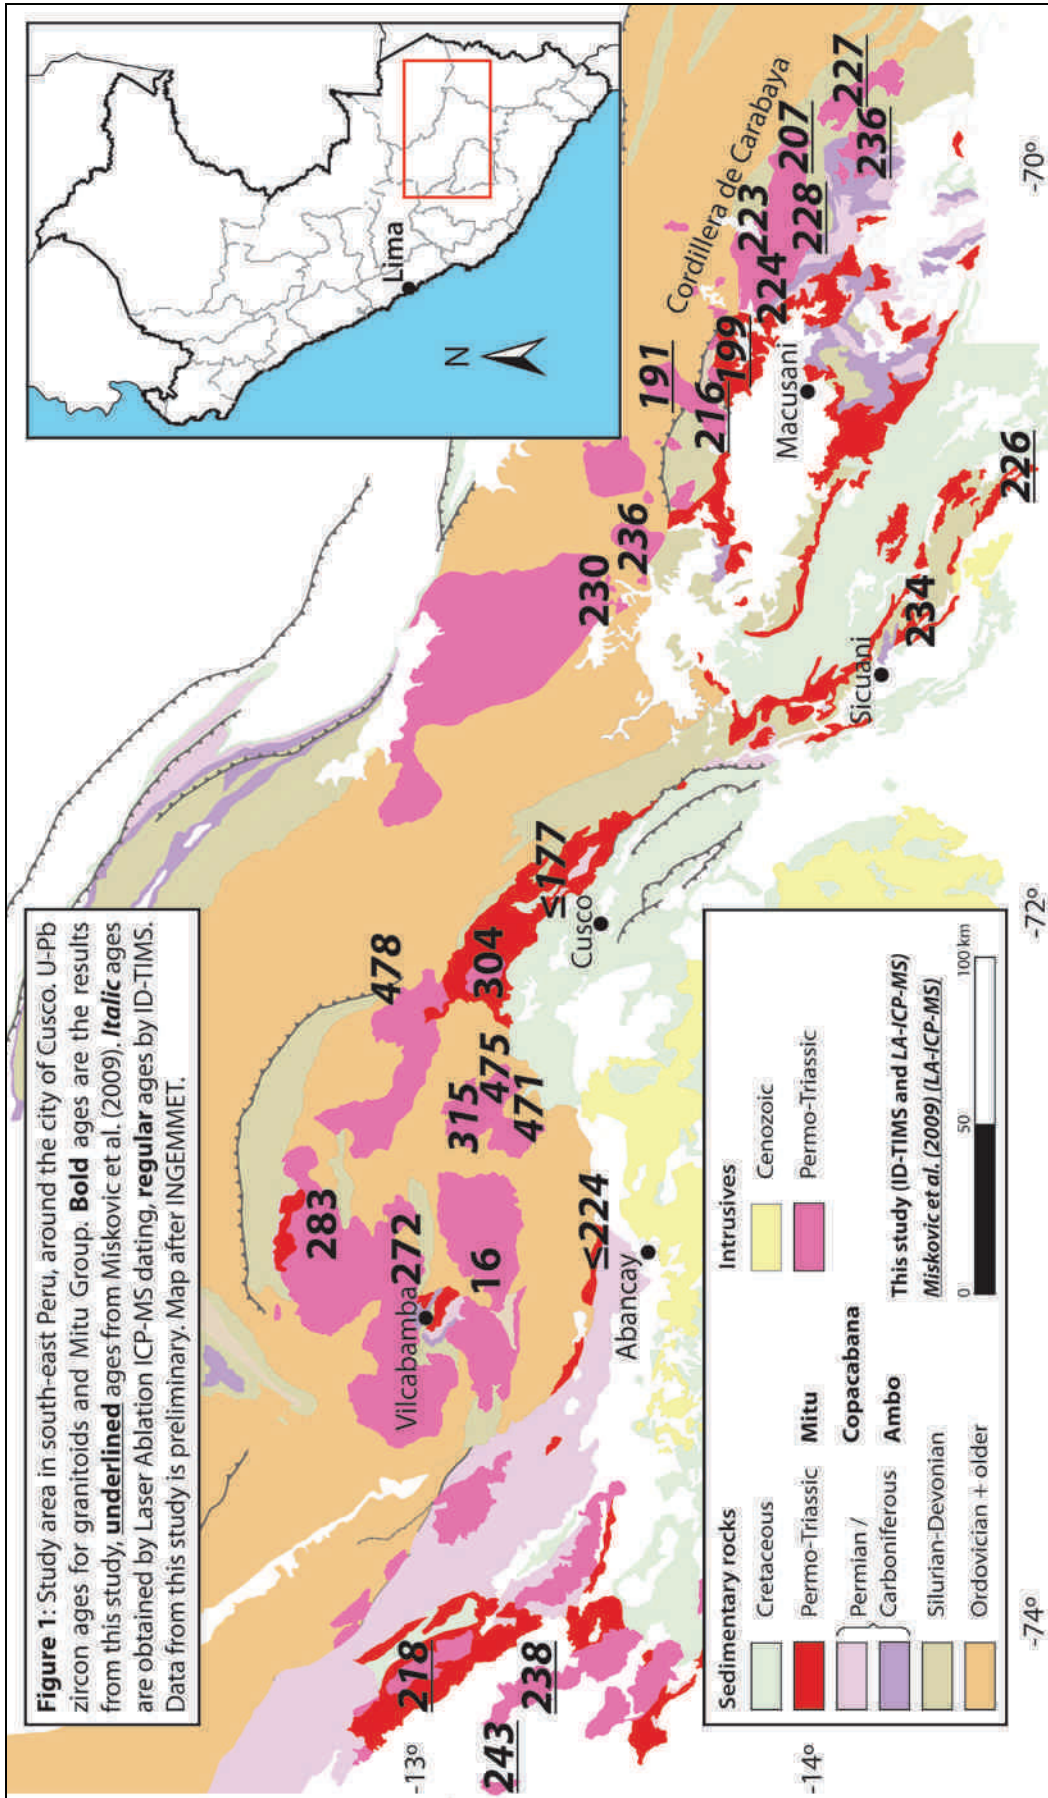 Figure 1: Study area in south-east Peru, around the city of Cusco. U-Pb
zircon ages for granitoids and Mitu Group. Bold ages are the results
from this study, underlined ages from Miskovic et al. (2009). Italic ages
are obtained by Laser Ablation ICP-MS dating, regular ages by ID-TIMS.
Data from this study is preliminary. Map after INGEMMET.
N
Lima
-13º
-14º
-74º
-72º
-70º
243
218
238
283
Vilcabamba
272
16
≤224
Abancay
478
315
475
471
304
≤177
Cusco
230
236
Sicuani
234
226
191
216
199
Macusani
Cordillera de Carabaya
224
223
228
207
236
227
Sedimentary rocks
Cretaceous
Permo-Triassic Mitu
Permian / Copacabana
Carboniferous Ambo
Silurian-Devonian
Ordovician + older
Intrusives
Cenozoic
Permo-Triassic
This study (ID-TIMS and LA-ICP-MS)
Miskovic et al. (2009) (LA-ICP-MS)
0 50 100 km